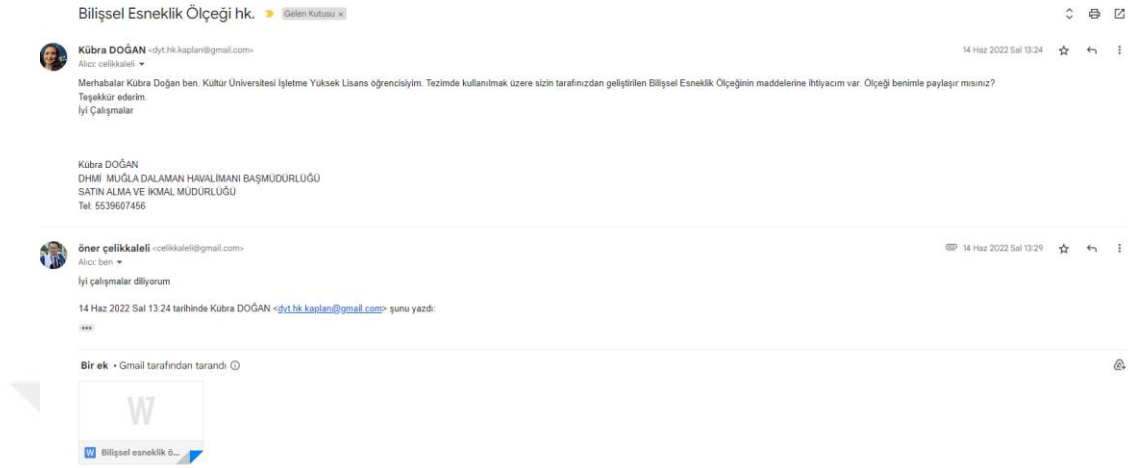 Bilişsel Esneklik Ölçeği hk.
Gelen Kutusu x
Kübra DOĞAN <dyt.hk.kaplan@gmail.com>
14 Haz 2022 Sal 13:24
Alıcı: celikkaleli
Merhabalar Kübra Doğan ben. Kültür Üniversitesi İşletme Yüksek Lisans öğrencisiyim. Tezimde kullanılmak üzere sizin tarafınızdan geliştirilen Bilişsel Esneklik Ölçeğinin maddelerine ihtiyacım var. Ölçeği benimle paylaşır mısınız?
Teşekkür ederim.
İyi Çalışmalar
Kübra DOĞAN
DHMİ MUĞLA DALAMAN HAVALİMANI BAŞMÜDÜRLÜĞÜ
SATIN ALMA VE İKMAL MÜDÜRLÜĞÜ
Tel: 5539607456
öner çelikkaleli <celikkaleli@gmail.com>
14 Haz 2022 Sal 13:29
Alıcı: ben
İyi çalışmalar diliyorum
14 Haz 2022 Sal 13:24 tarihinde Kübra DOĞAN <dyt.hk.kaplan@gmail.com> şunu yazdı:
Bir ek • Gmail tarafından tarandı
W
W Bilişsel esneklik ö...